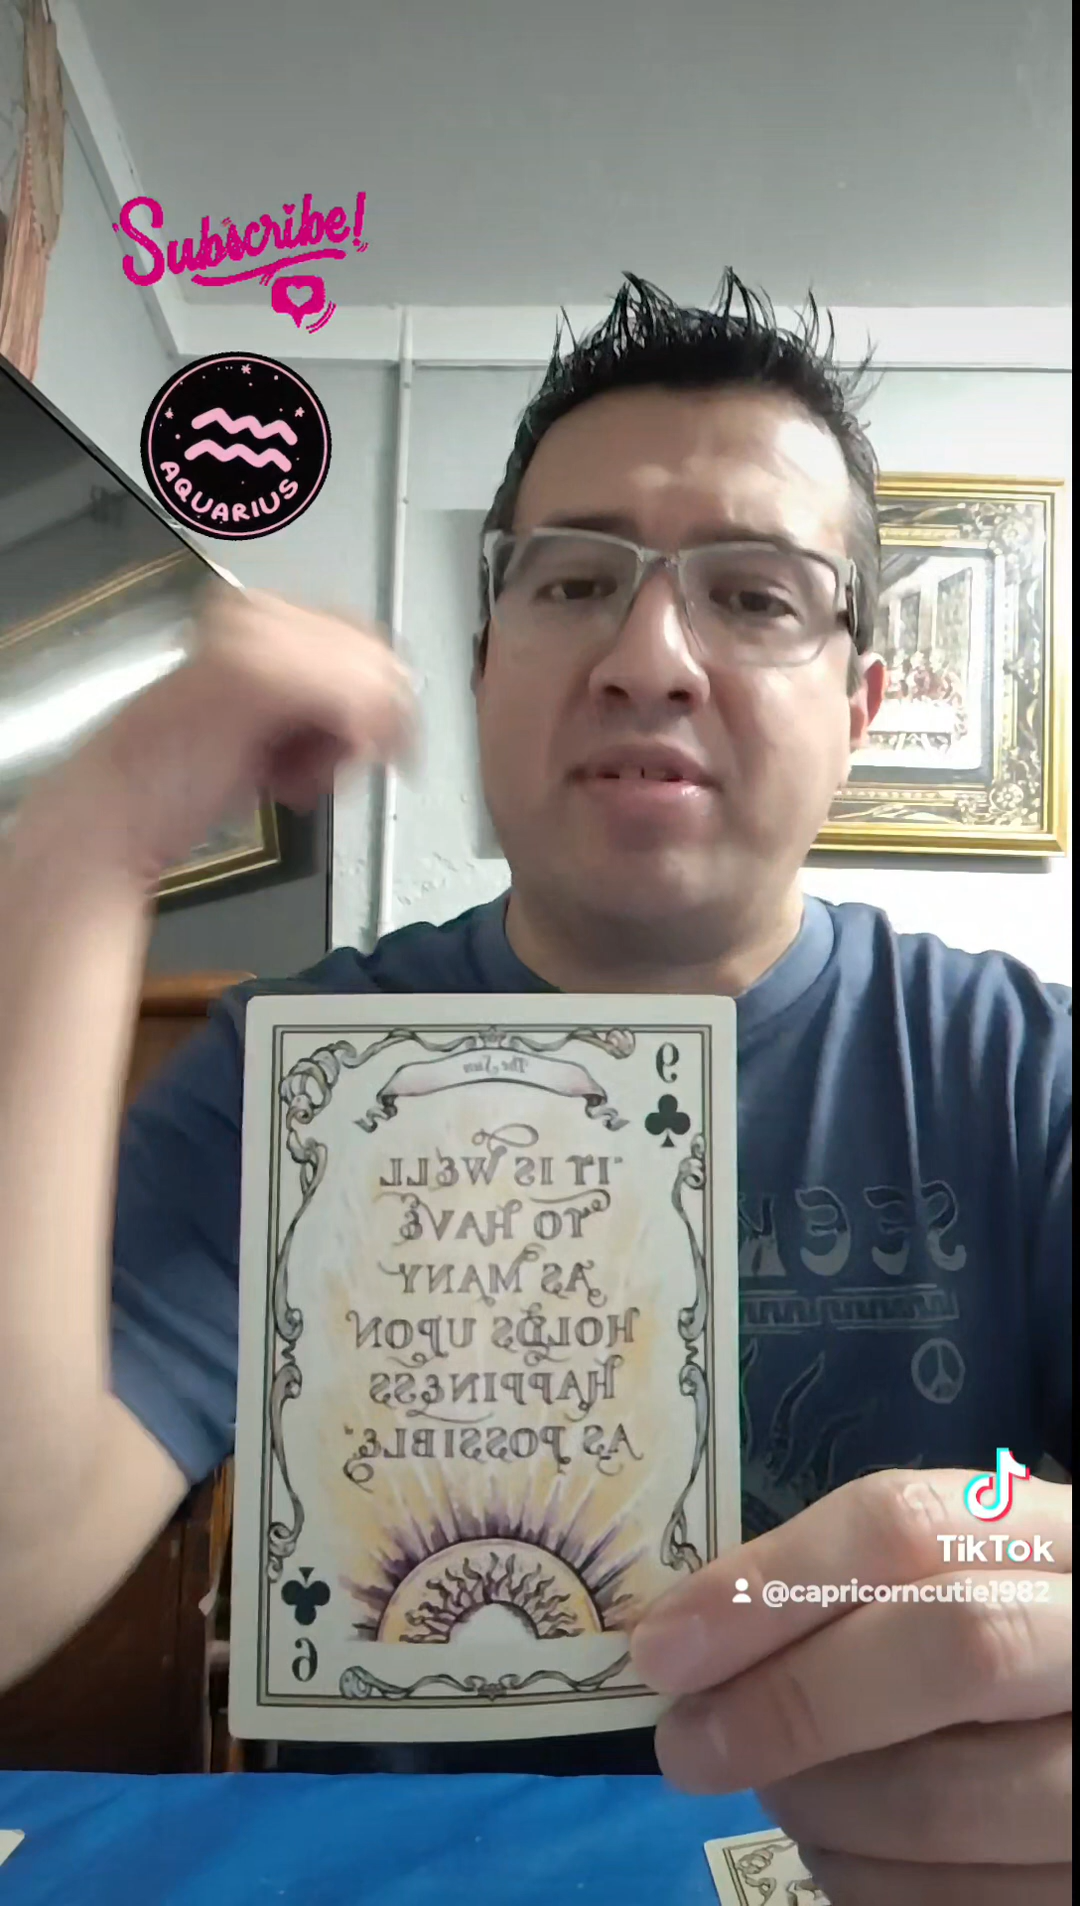 Subscribe!
AQUARIUS
9
The Sun
"IT IS WELL
TO HAVE
AS MANY
HOLDS UPON
HAPPINESS
AS POSSIBLE"
9
SEEK
TikTok
@capricorncutie1982